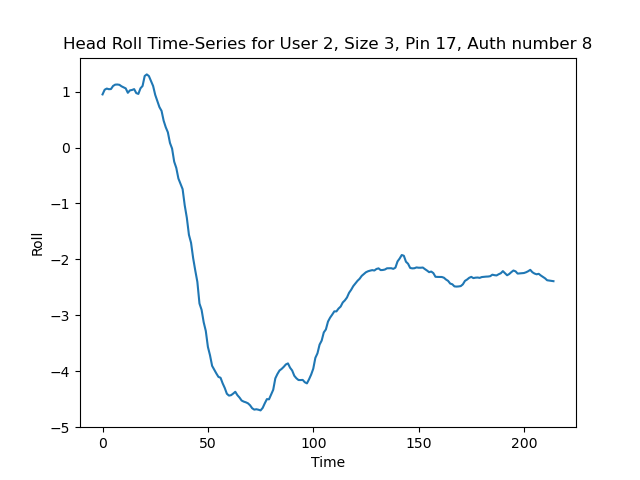 Head Roll Time-Series for User 2, Size 3, Pin 17, Auth number 8
1
0
−1
−2
−3
−4
−5
Roll
0 50 100 150 200
Time